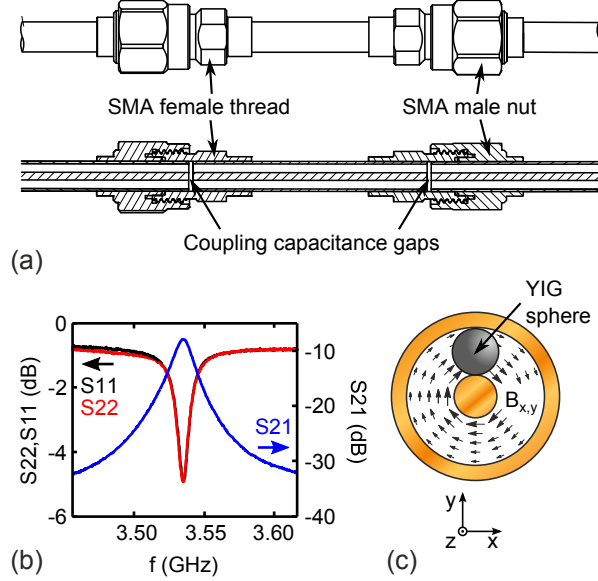 SMA female thread
SMA male nut
Coupling capacitance gaps
(a)
0
-2
-4
-6
S22,S11 (dB)
S11
S22
S21
0
-10
-20
-30
-40
S21 (dB)
3.50
3.55
3.60
f (GHz)
(b)
YIG
sphere
Bx,y
y
z
x
(c)